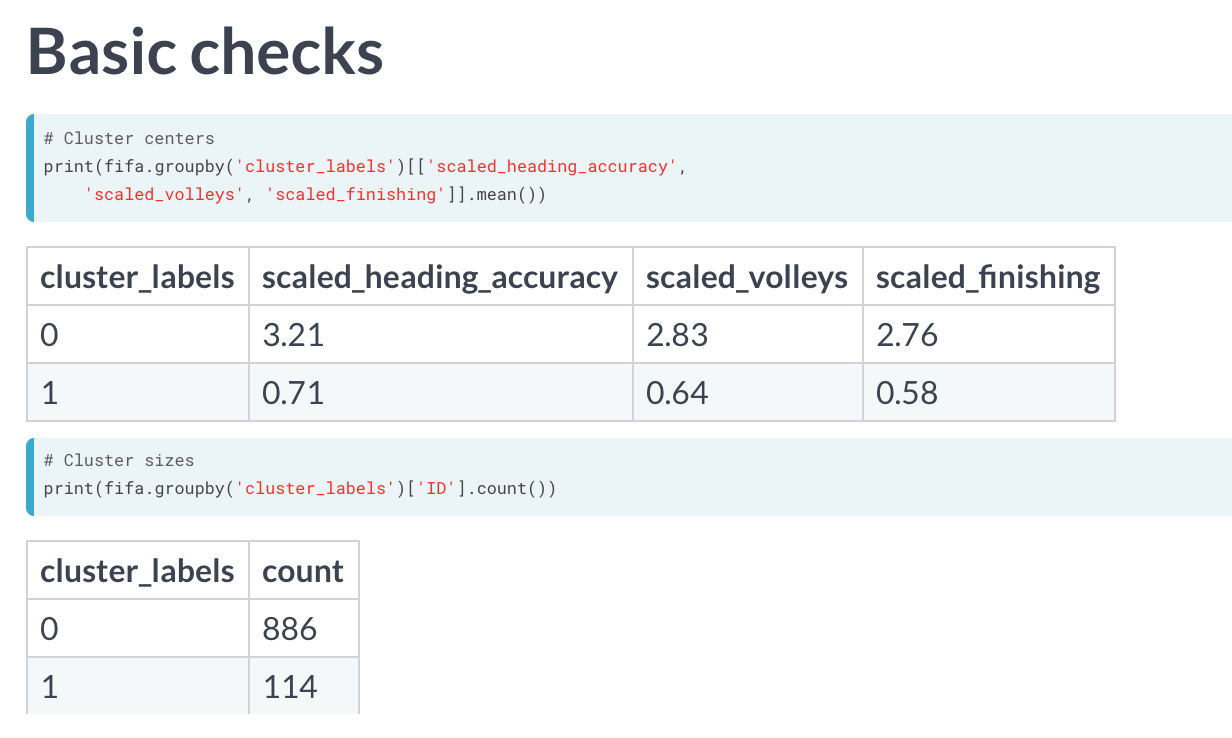 Basic checks
# Cluster centers
print(fifa.groupby('cluster_labels')[['scaled_heading_accuracy',
'scaled_volleys', 'scaled_finishing']].mean())
cluster_labels scaled_heading_accuracy scaled_volleys scaled_finishing
0 3.21 2.83 2.76
1 0.71 0.64 0.58
# Cluster sizes
print(fifa.groupby('cluster_labels')['ID'].count())
cluster_labels count
0 886
1 114